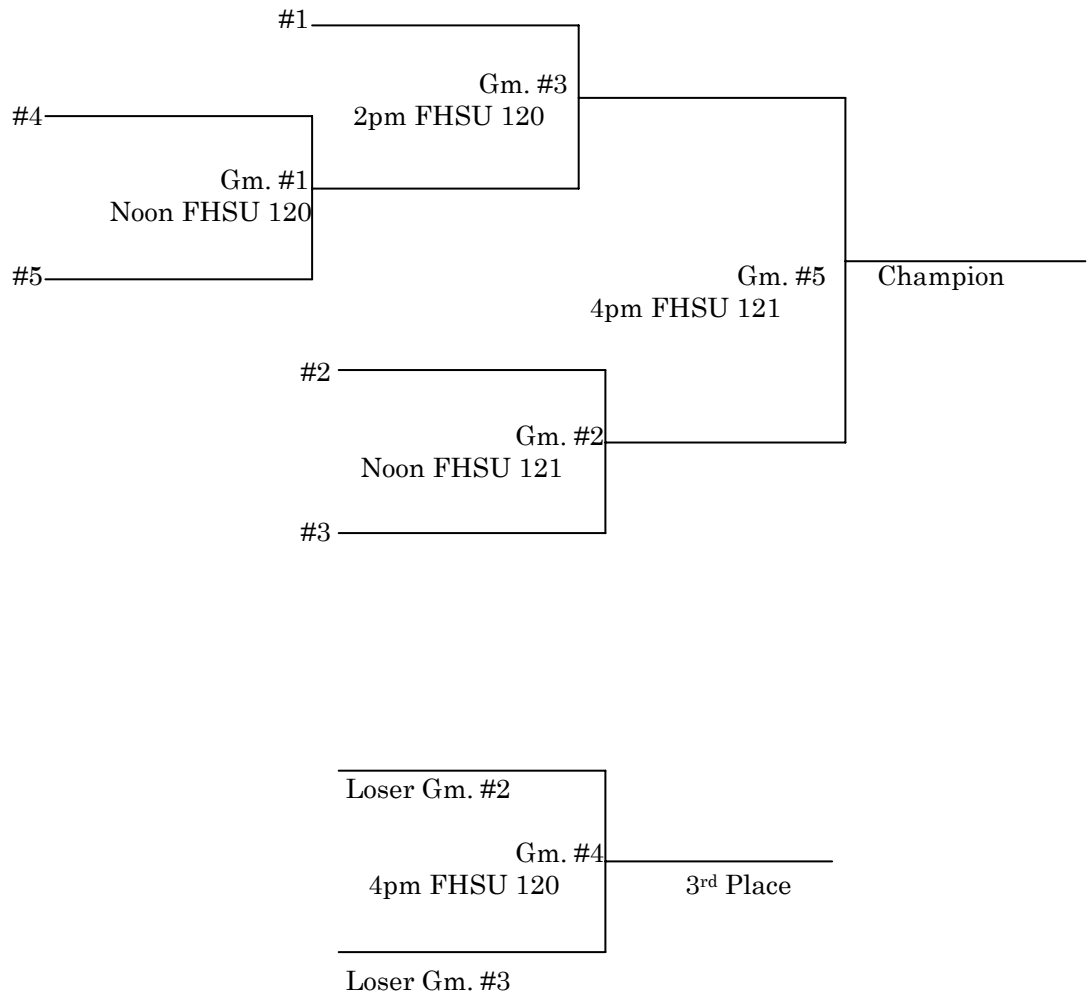 #1
Gm. #3
#4
2pm FHSU 120
Gm. #1
Noon FHSU 120
#5
Gm. #5
Champion
4pm FHSU 121
#2
Gm. #2
Noon FHSU 121
#3
Loser Gm. #2
Gm. #4
4pm FHSU 120
3rd Place
Loser Gm. #3